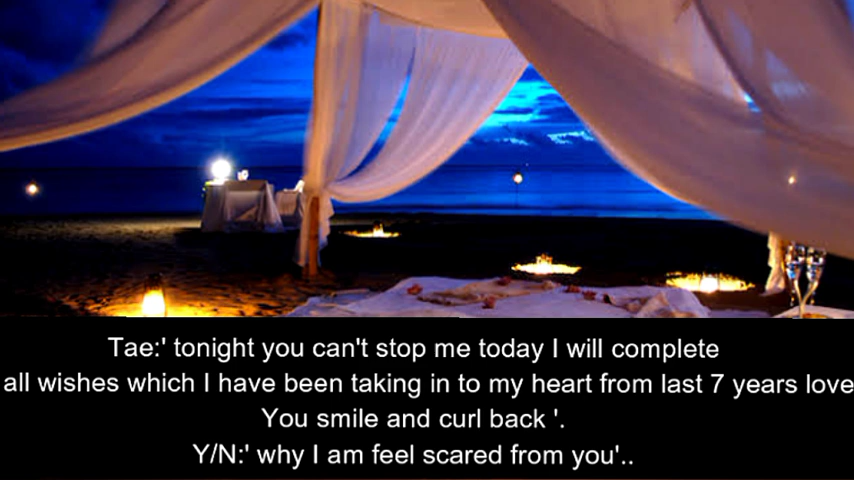 Tae:' tonight you can't stop me today I will complete
all wishes which I have been taking in to my heart from last 7 years love
You smile and curl back '.
Y/N:' why I am feel scared from you'..